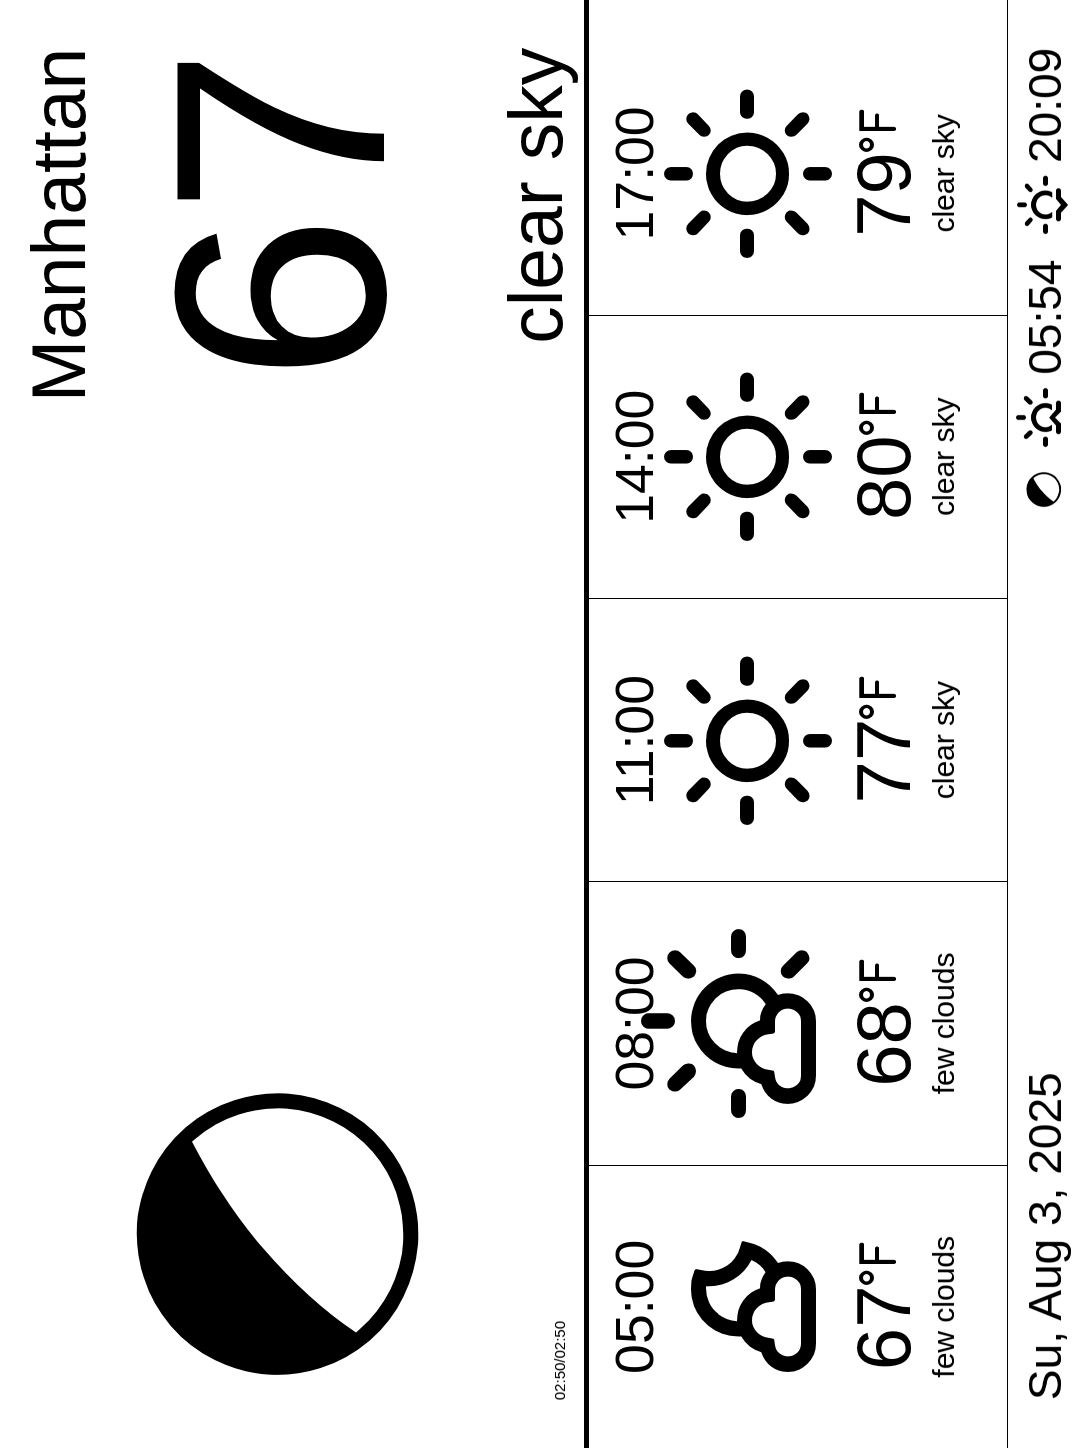 Manhattan
67
clear sky
02:50/02:50
05:00
67°F
few clouds
08:00
68°F
few clouds
11:00
77°F
clear sky
14:00
80°F
clear sky
17:00
79°F
clear sky
Su, Aug 3, 2025
05:54
20:09